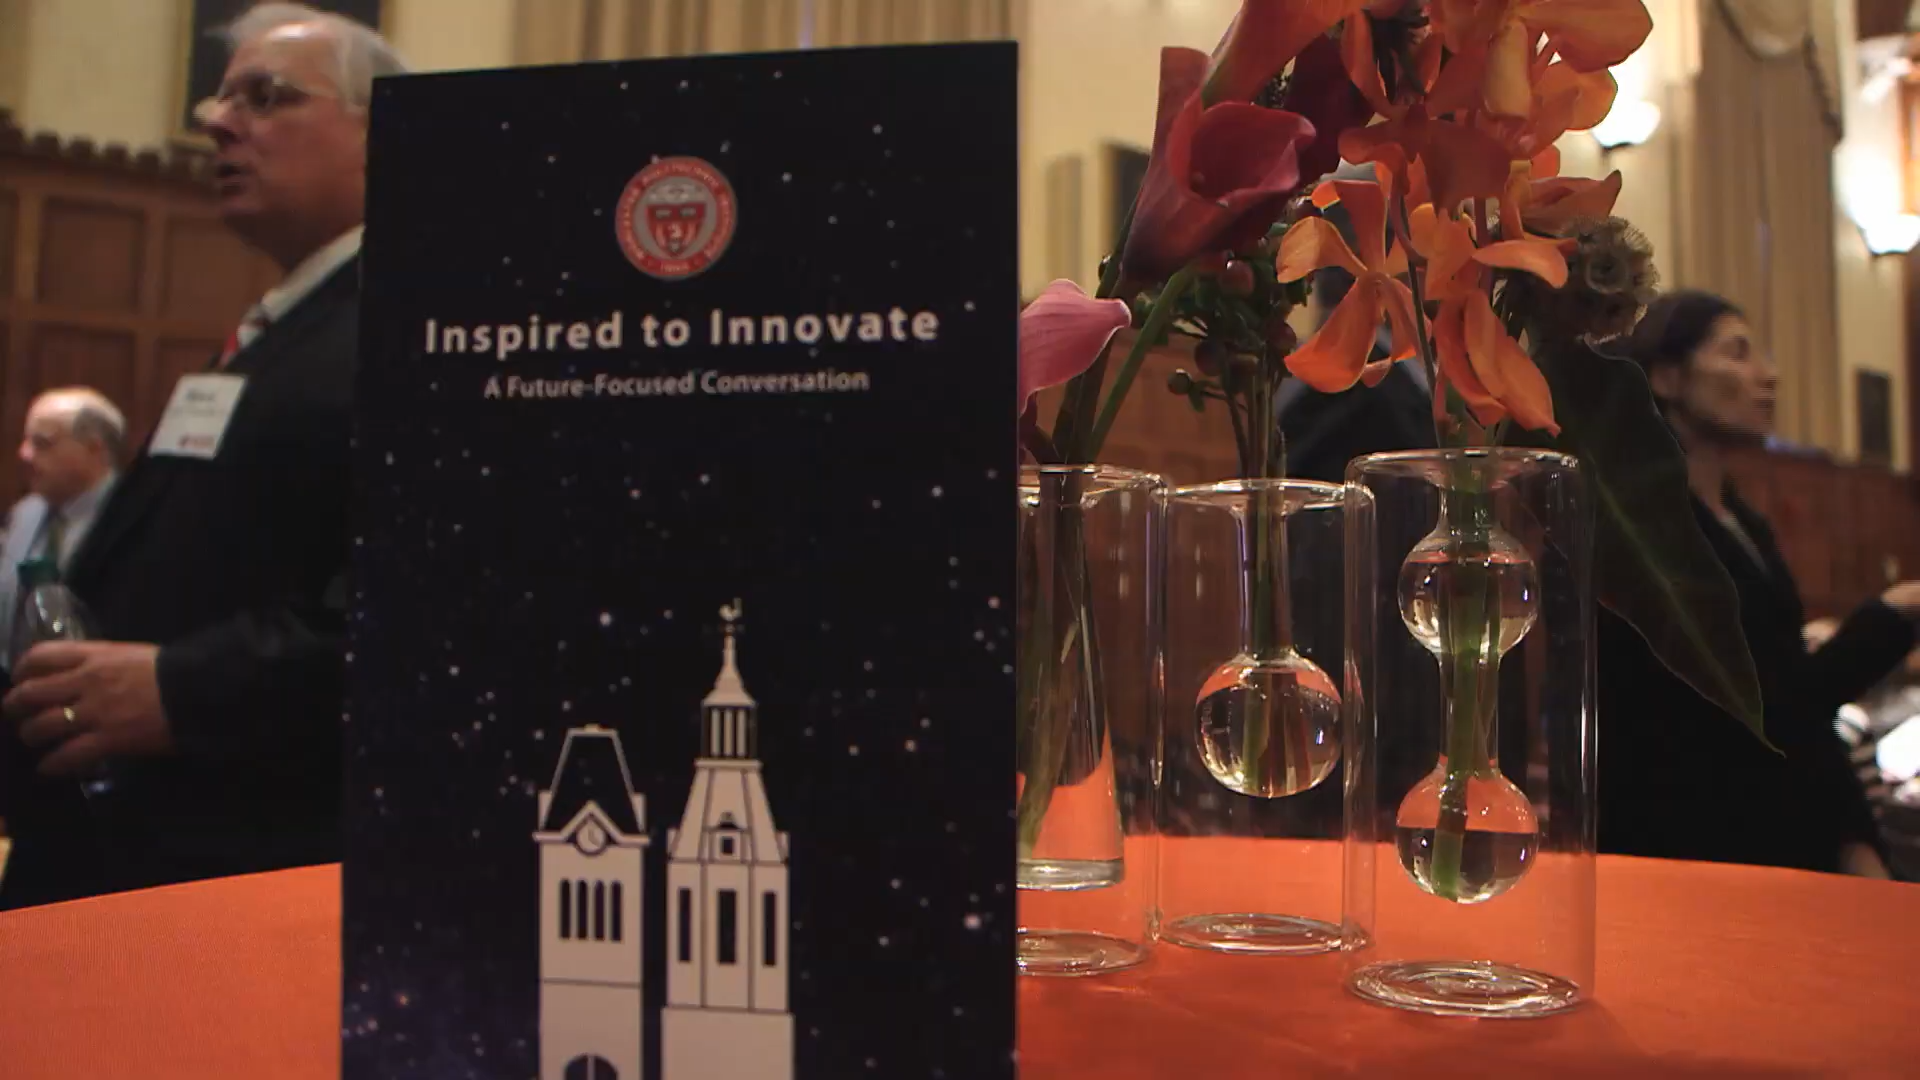 Inspired to Innovate
A Future-Focused Conversation